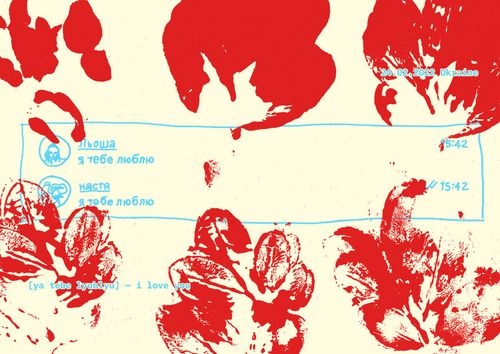 24.02.2022 Ukraine
Льоша
я тебе люблю
15:42
настя
я тебе люблю
15:42
[ya tebe lyublyu] — i love you